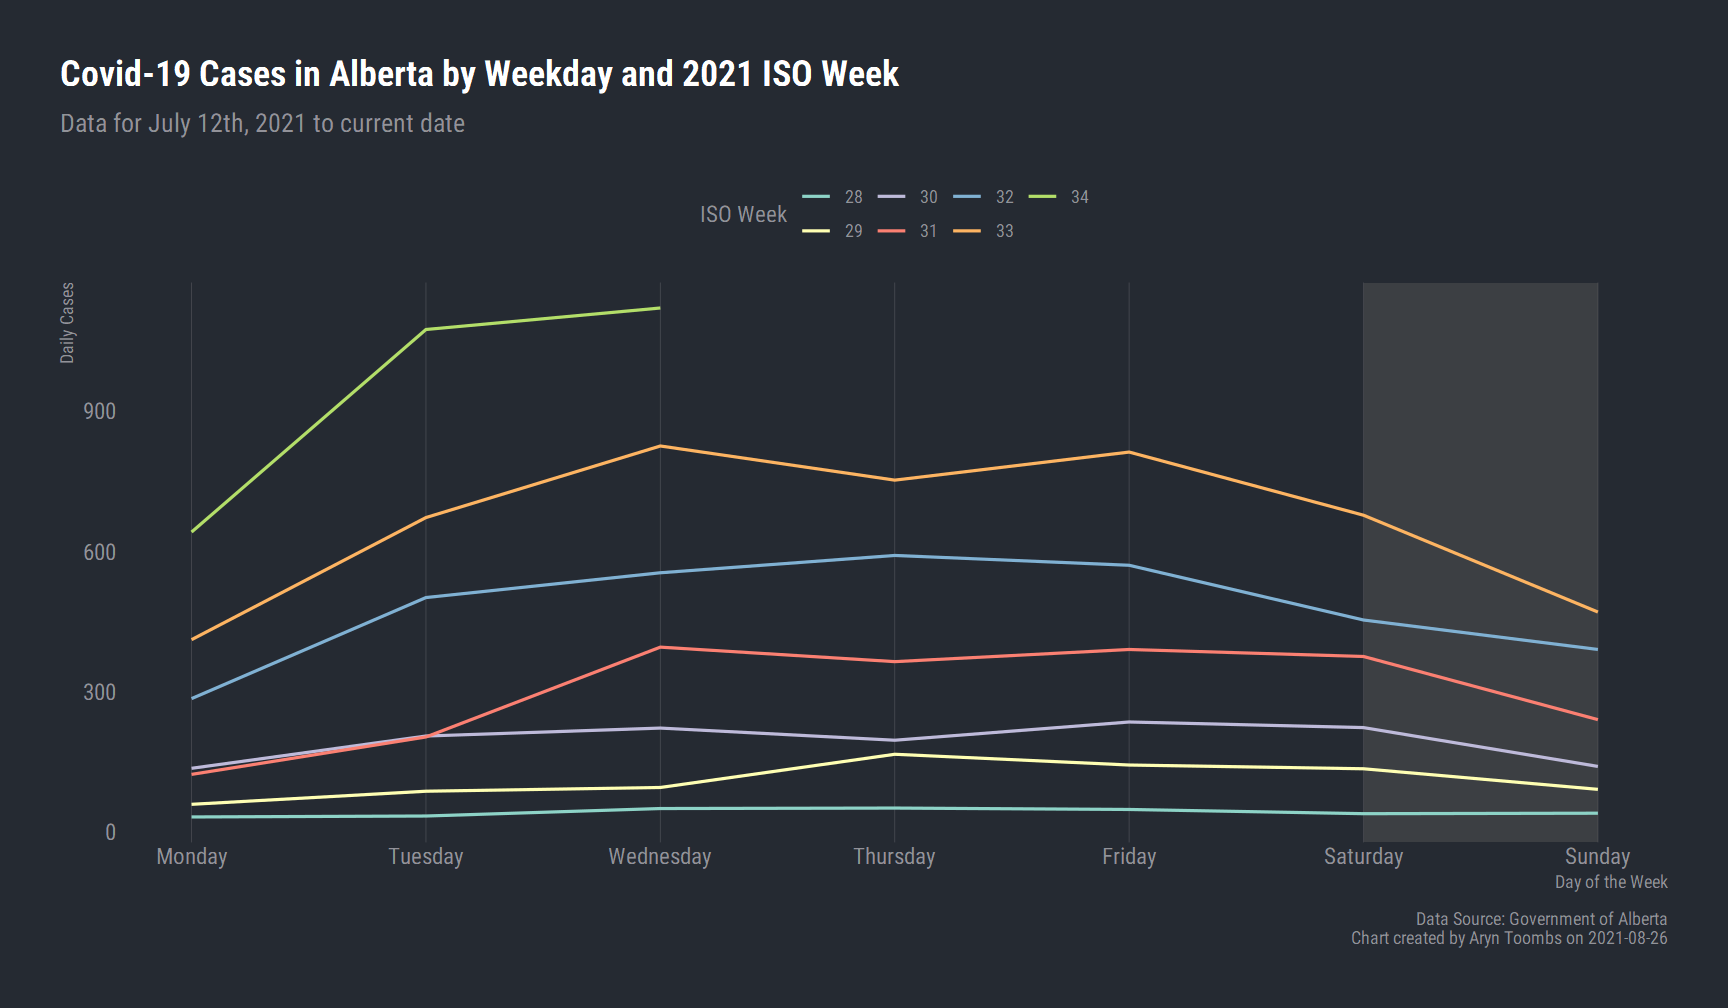 Covid-19 Cases in Alberta by Weekday and 2021 ISO Week
Data for July 12th, 2021 to current date
ISO Week
28 30 32 34
29 31 33
Daily Cases
900
600
300
0
Monday Tuesday Wednesday Thursday Friday Saturday Sunday
Day of the Week
Data Source: Government of Alberta
Chart created by Aryn Toombs on 2021-08-26